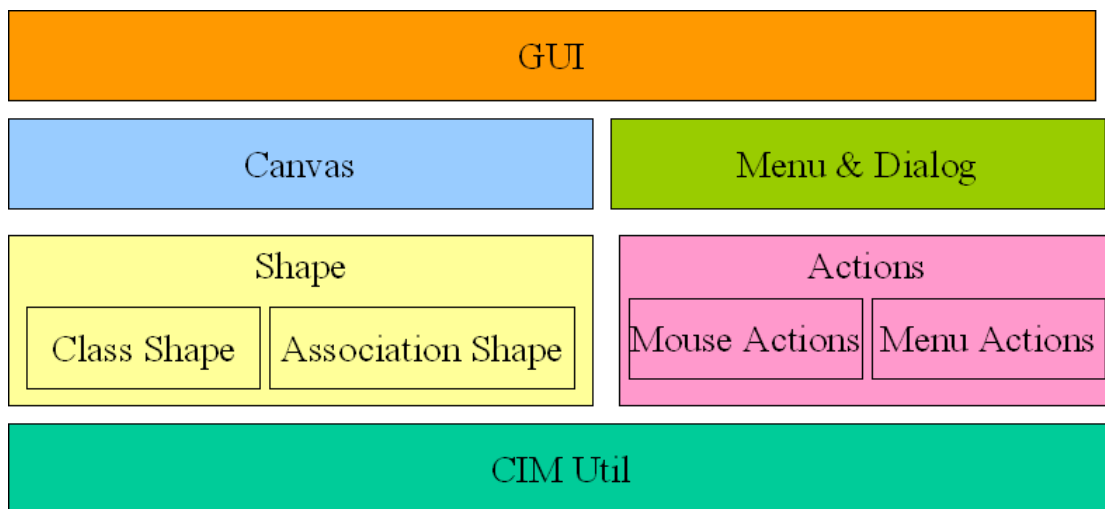 GUI
Canvas
Menu & Dialog
Shape
Class Shape
Association Shape
Actions
Mouse Actions
Menu Actions
CIM Util